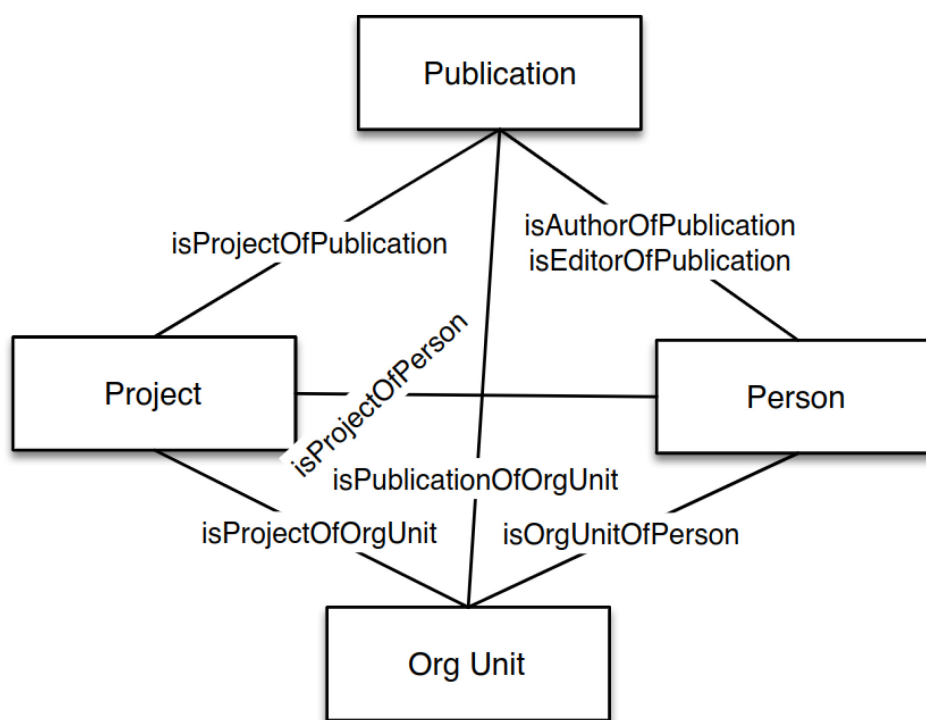 Publication
isProjectOfPublication
isAuthorOfPublication
isEditorOfPublication
Project
isProjectOfPerson
Person
isPublicationOfOrgUnit
isProjectOfOrgUnit
isOrgUnitOfPerson
Org Unit